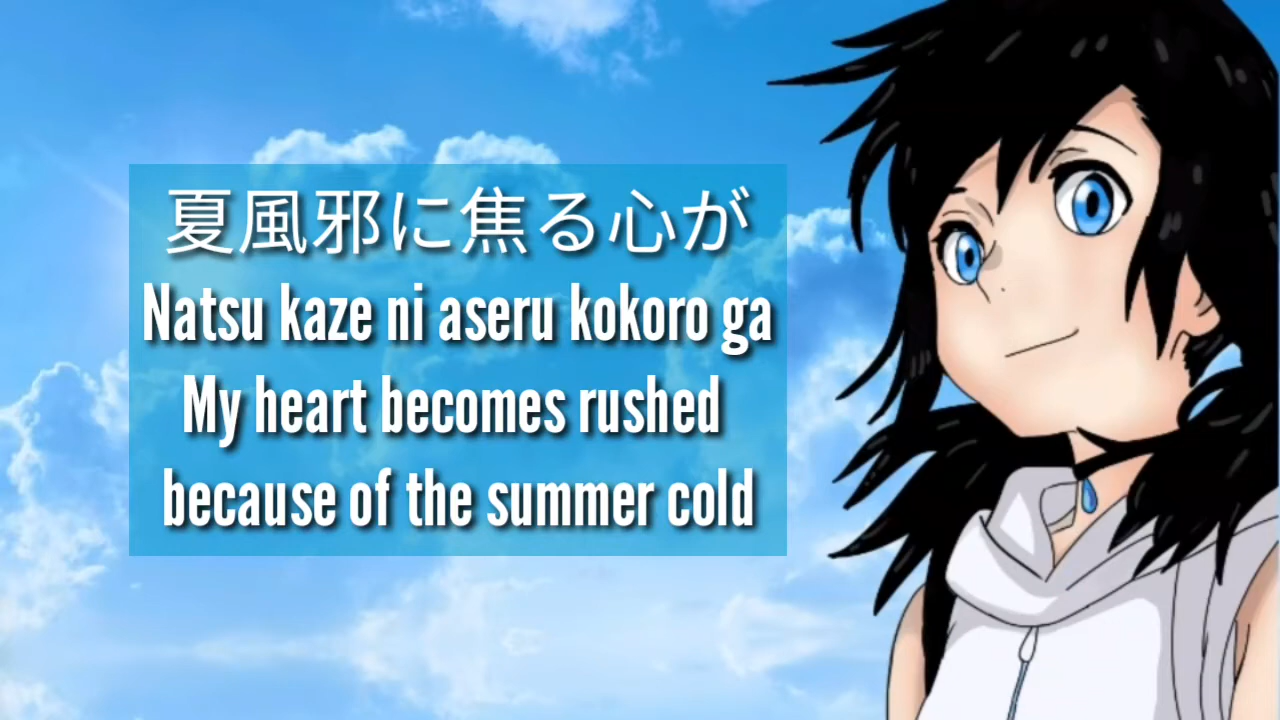 夏風邪に焦る心が
Natsu kaze ni aseru kokoro ga
My heart becomes rushed
because of the summer cold